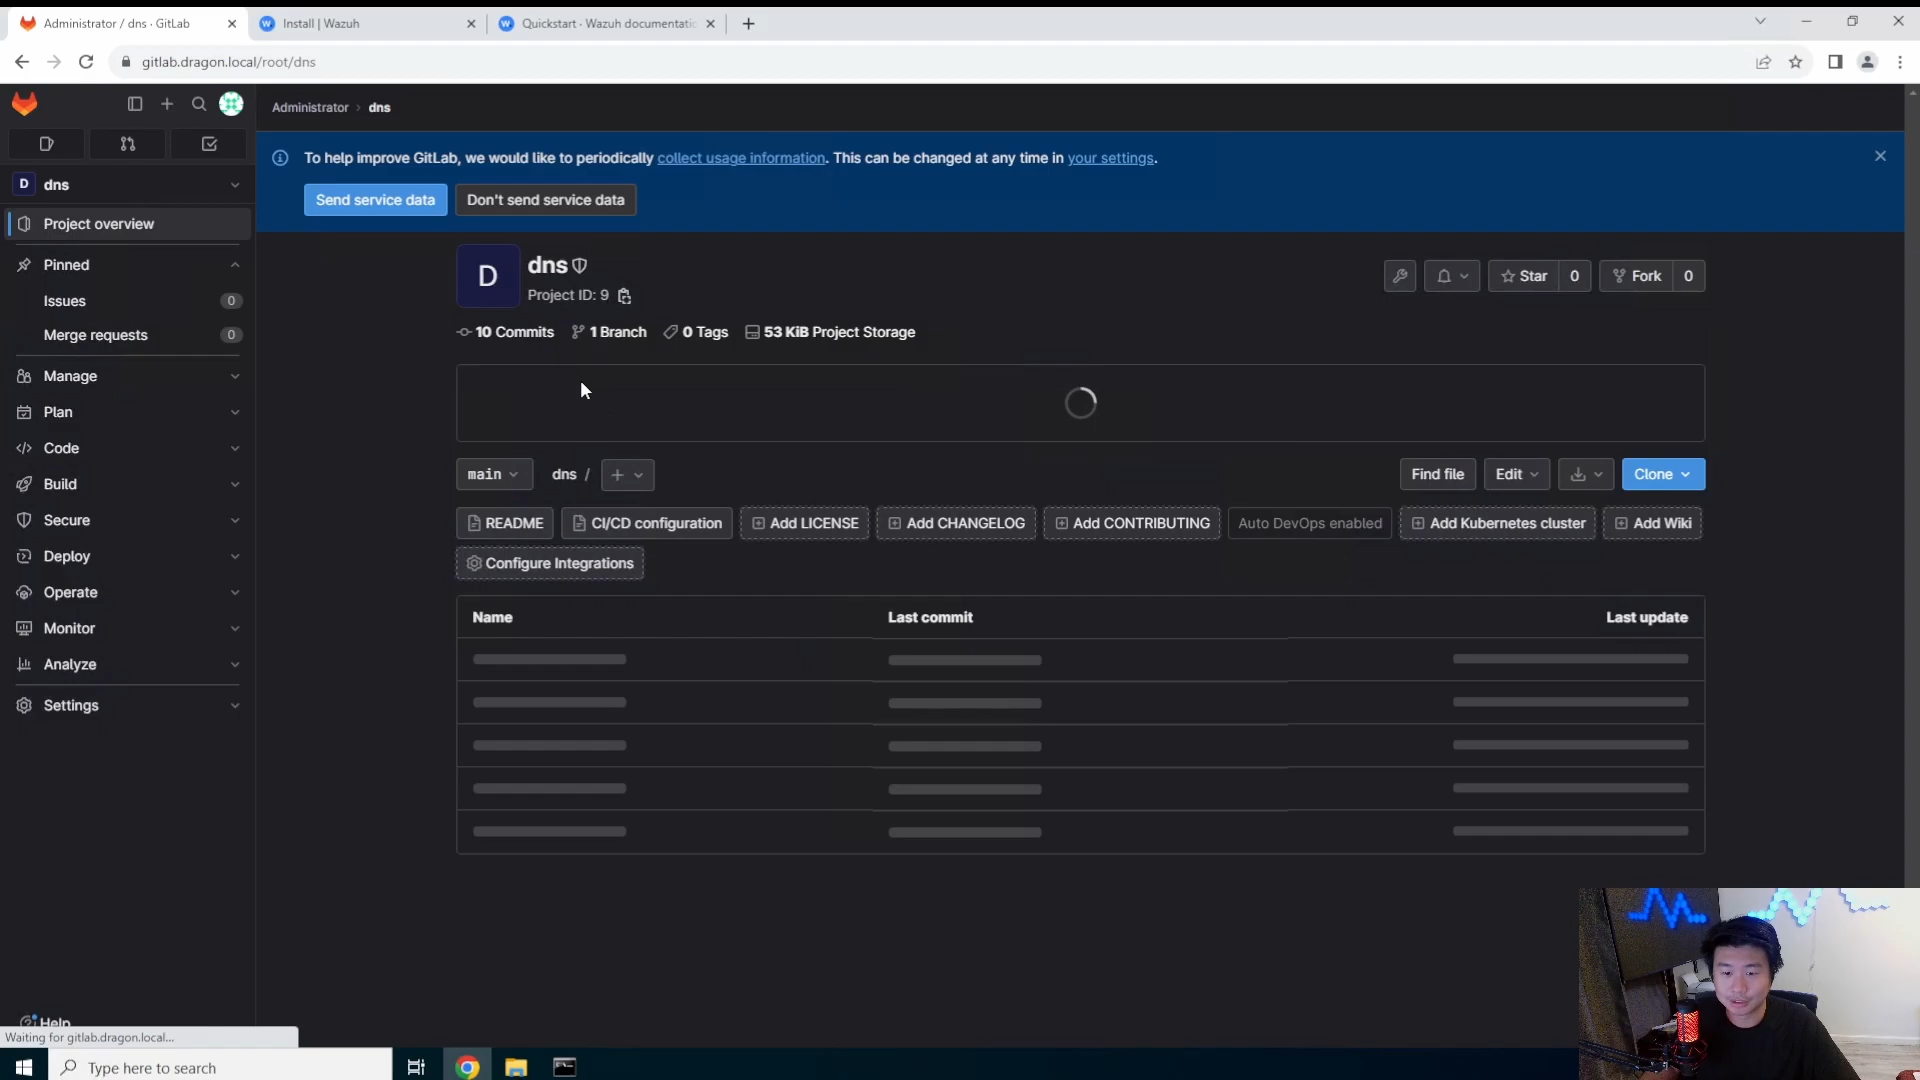 Administrator / dns · GitLab
Install | Wazuh
Quickstart · Wazuh documentatic
gitlab.dragon.local/root/dns
Administrator › dns
To help improve GitLab, we would like to periodically collect usage information. This can be changed at any time in your settings.
Send service data
Don't send service data
D dns
Project overview
Pinned
Issues 0
Merge requests 0
Manage
Plan
Code
Build
Secure
Deploy
Operate
Monitor
Analyze
Settings
Help
D
dns
Project ID: 9
Star 0
Fork 0
10 Commits 1 Branch 0 Tags 53 KiB Project Storage
main dns /
Find file Edit Clone
README CI/CD configuration Add LICENSE Add CHANGELOG Add CONTRIBUTING Auto DevOps enabled Add Kubernetes cluster Add Wiki
Configure Integrations
Name Last commit Last update
Waiting for gitlab.dragon.local...
Type here to search